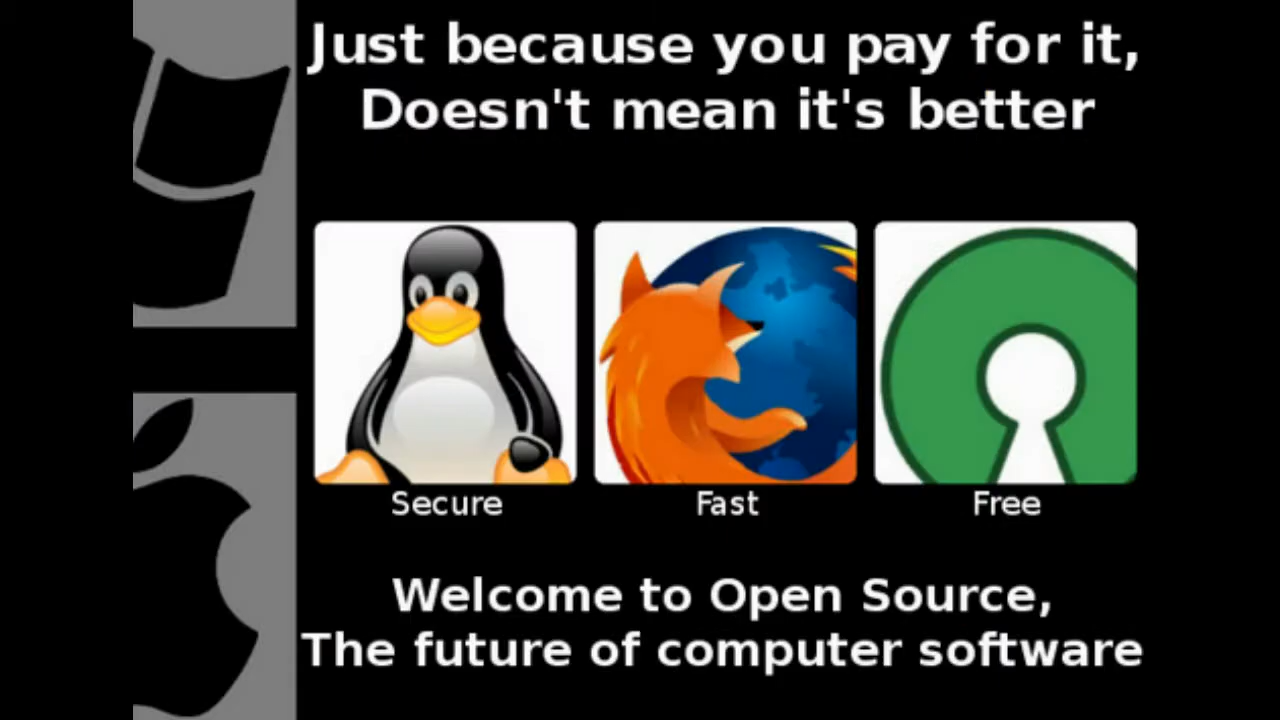 Just because you pay for it,
Doesn't mean it's better
Secure
Fast
Free
Welcome to Open Source,
The future of computer software